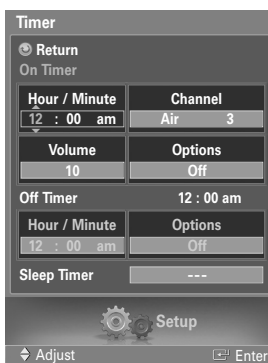 Timer
Return
On Timer
Hour / Minute Channel
12 : 00 am Air 3
Volume Options
10 Off
Off Timer 12 : 00 am
Hour / Minute Options
12 : 00 am Off
Sleep Timer ---
Setup
Adjust Enter